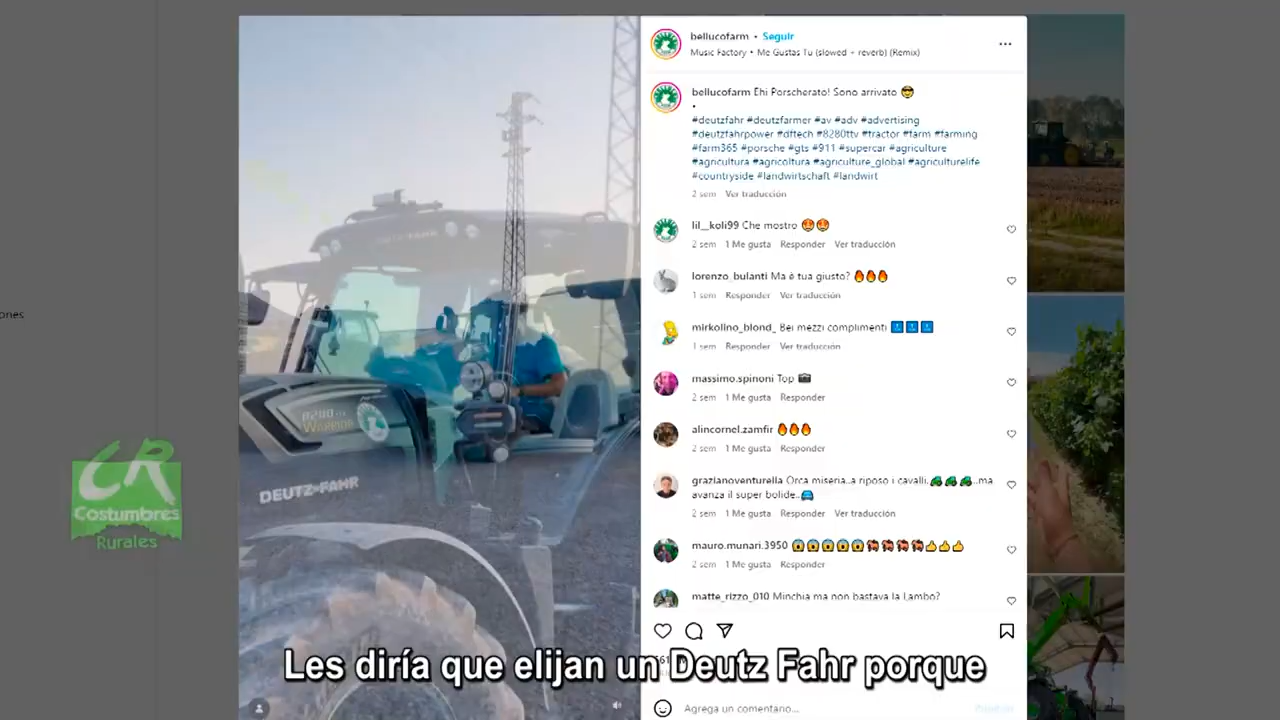 bellucofarm • Seguir
Music Factory • Me Gustas Tu (slowed + reverb) (Remix)
bellucofarm Ehi Porscherato! Sono arrivato 😎
•
#deutzfahr #deutzfarmer #av #adv #advertising
#deutzfahrpower #dftech #8280ttv #tractor #farm #farming
#farm365 #porsche #gts #911 #supercar #agriculture
#agricultura #agricoltura #agriculture_global #agriculturelife
#countryside #landwirtschaft #landwirt
2 sem Ver traducción
lil__koli99 Che mostro 🤩🤩
2 sem 1 Me gusta Responder Ver traducción
lorenzo_bulanti Ma è tua giusto? 🔥🔥🔥
1 sem Responder Ver traducción
mirkolino_blond_ Bei mezzi complimenti
1 sem Responder Ver traducción
massimo.spinoni Top 📷
2 sem 1 Me gusta Responder
alincornel.zamfir 🔥🔥🔥
2 sem 1 Me gusta Responder
grazianoventurella Orca miseria..a riposo i cavalli.🚜🚜🚜..ma
avanza il super bolide..🚘
2 sem 1 Me gusta Responder Ver traducción
mauro.munari.3950 😱😱😱😱😱👏👏👏👏👍👍👍
2 sem 1 Me gusta Responder
matte_rizzo_010 Minchia ma non bastava la Lambo?
Agrega un comentario...
Publicar
ones
DEUTZ-FAHR
8280 TTV
WARRIOR
DEUTZ-FAHR
CR
Costumbres
Rurales
Les diría que elijan un Deutz Fahr porque